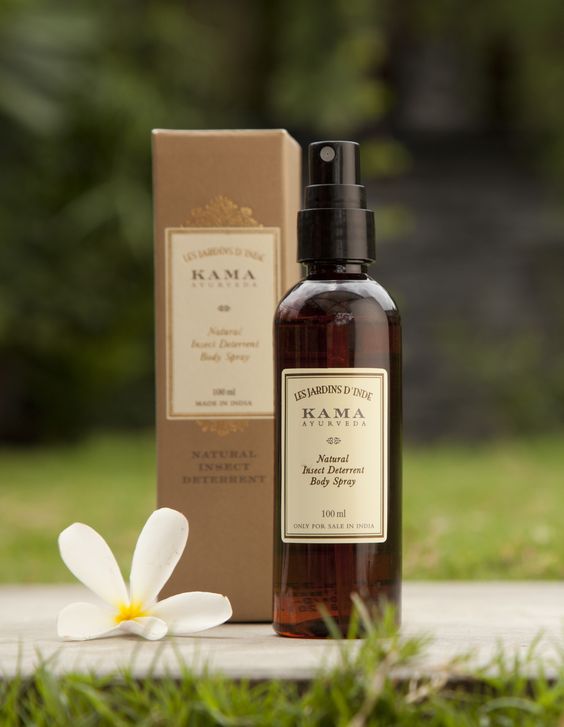 LES JARDINS D'INDE
KAMA
AYURVEDA
Natural
Insect Deterrent
Body Spray
100 ml
MADE IN INDIA
NATURAL
INSECT
DETERRENT
LES JARDINS D'INDE
KAMA
AYURVEDA
Natural
Insect Deterrent
Body Spray
100 ml
ONLY FOR SALE IN INDIA